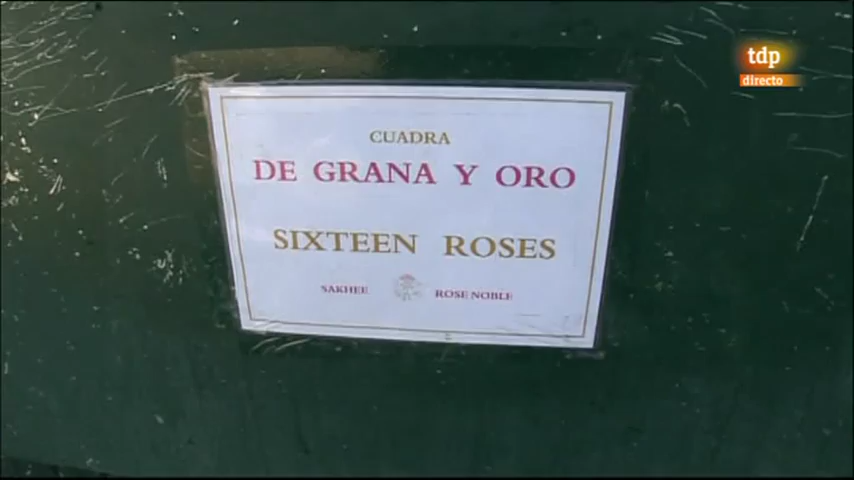 tdp
directo
CUADRA
DE GRANA Y ORO
SIXTEEN ROSES
SAKHEE ROSE NOBLE